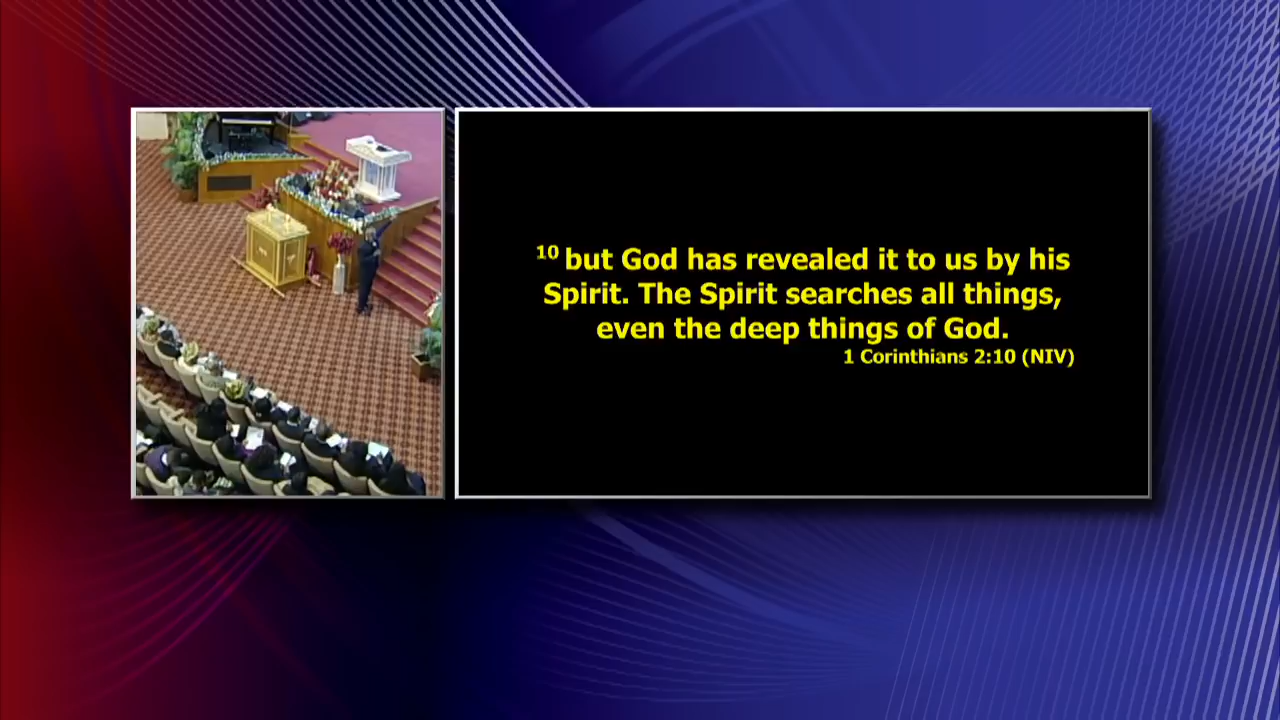 10 but God has revealed it to us by his
Spirit. The Spirit searches all things,
even the deep things of God.
1 Corinthians 2:10 (NIV)